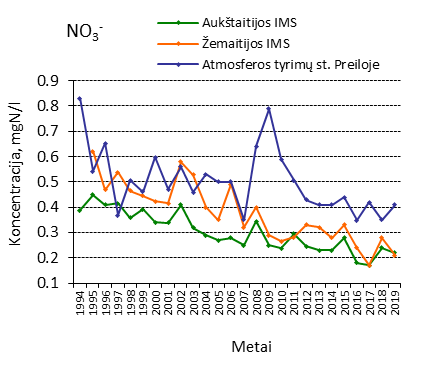 NO3-
Aukštaitijos IMS
Žemaitijos IMS
Atmosferos tyrimų st. Preiloje
Koncentracija, mgN/l
0.9
0.8
0.7
0.6
0.5
0.4
0.3
0.2
0.1
1994 1995 1996 1997 1998 1999 2000 2001 2002 2003 2004 2005 2006 2007 2008 2009 2010 2011 2012 2013 2014 2015 2016 2017 2018 2019
Metai